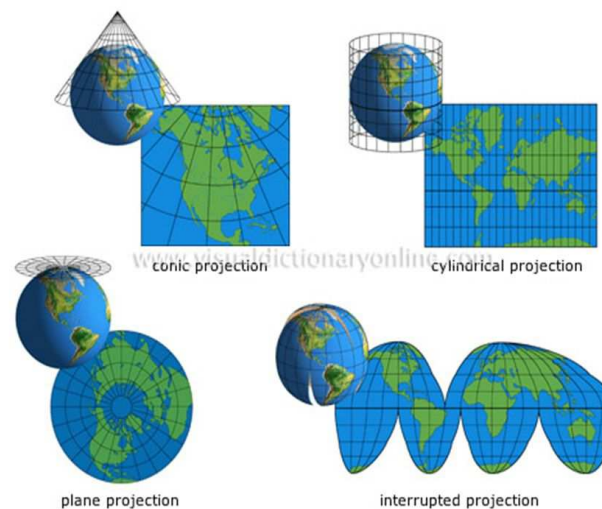 conic projection
cylindrical projection
www.visualdictionaryonline.com
plane projection
interrupted projection